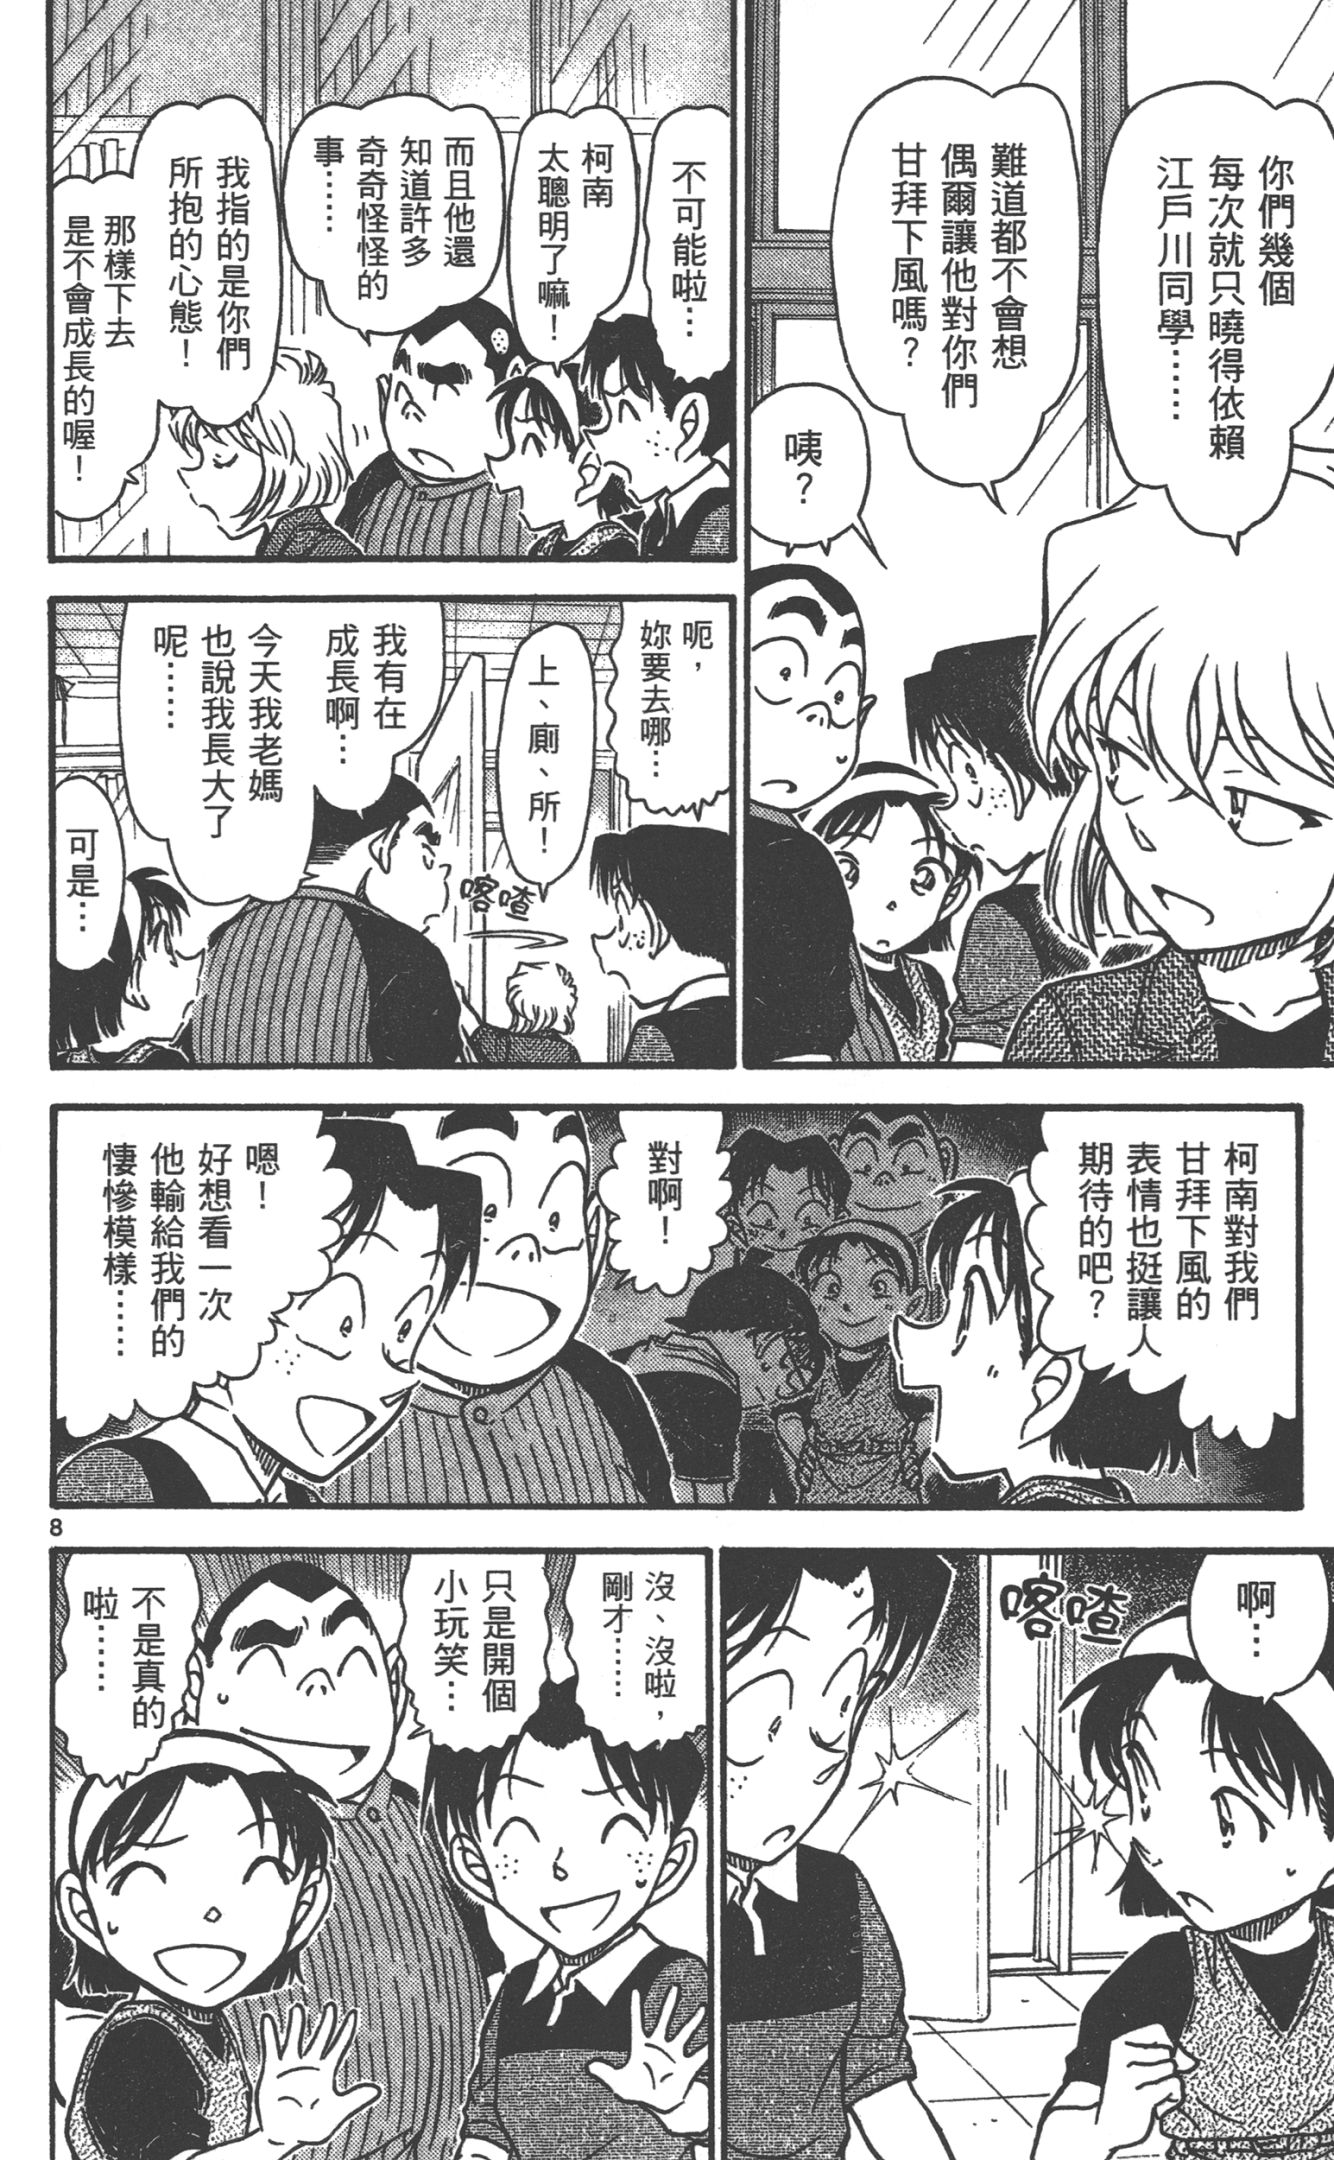 你們幾個
每次就只曉得依賴
江戶川同學……
難道都不會想
偶爾讓他對你們
甘拜下風嗎？
咦？
不可能啦…
柯南
太聰明了嘛！
而且他還
知道許多
奇奇怪怪的
事……
我指的是你們
所抱的心態！
那樣下去
是不會成長的喔！
呃，
妳要去哪…
上、廁、所！
喀喳
我有在
成長啊…
今天我老媽
也說我長大了
呢……
可是…
柯南對我們
甘拜下風的
表情也挺讓人
期待的吧？
對啊！
嗯！
好想看一次
他輸給我們的
悽慘模樣……
8
啊…
喀喳
沒、沒啦，
剛才……
只是開個
小玩笑…
不是真的
啦……